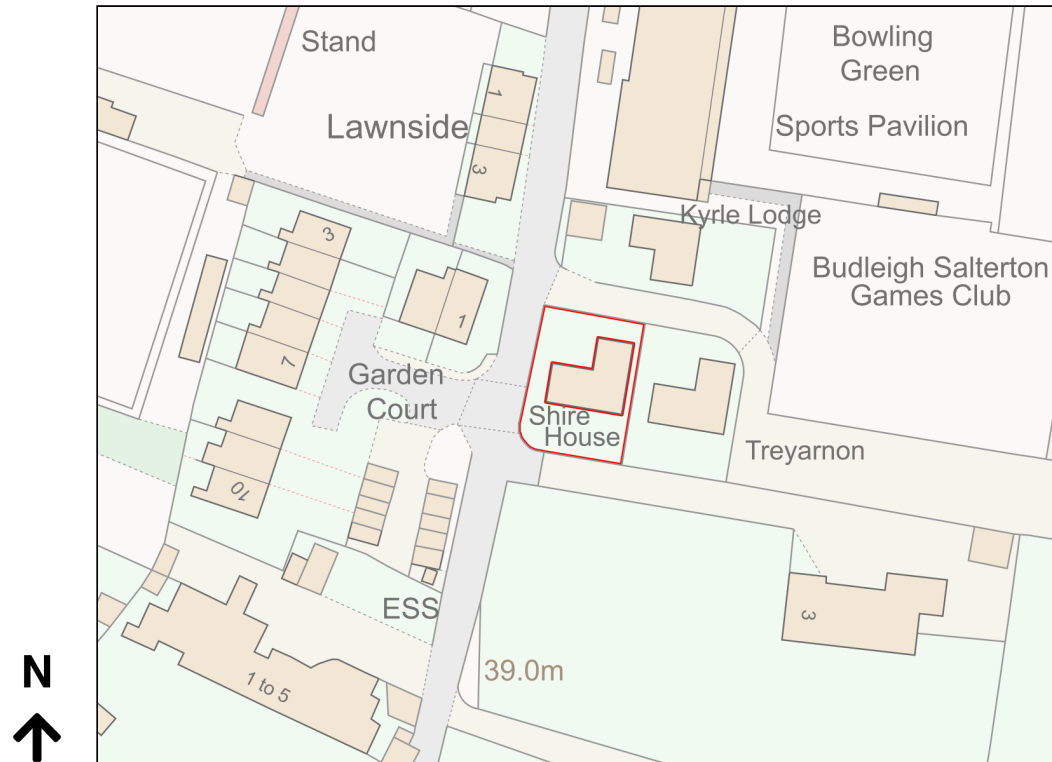 Stand
Bowling
Green
1
Lawnside
Sports Pavilion
3
Kyrle Lodge
3
Budleigh Salterton
Games Club
1
7
Garden
Court
Shire
House
Treyarnon
10
ESS
3
39.0m
1 to 5
N